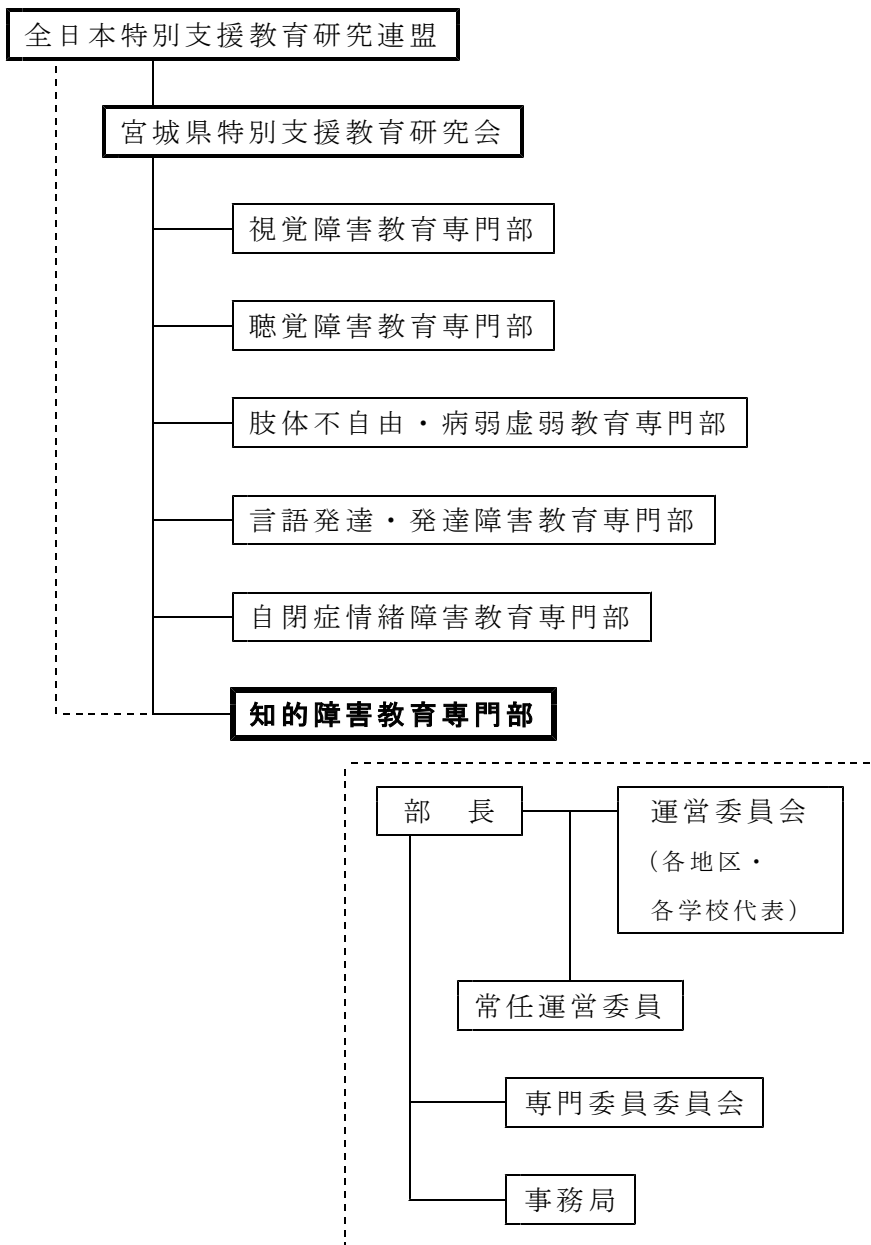 全日本特別支援教育研究連盟
宮城県特別支援教育研究会
視覚障害教育専門部
聴覚障害教育専門部
肢体不自由・病弱虚弱教育専門部
言語発達・発達障害教育専門部
自閉症情緒障害教育専門部
知的障害教育専門部
部　長
運営委員会
(各地区・
各学校代表)
常任運営委員
専門委員委員会
事務局